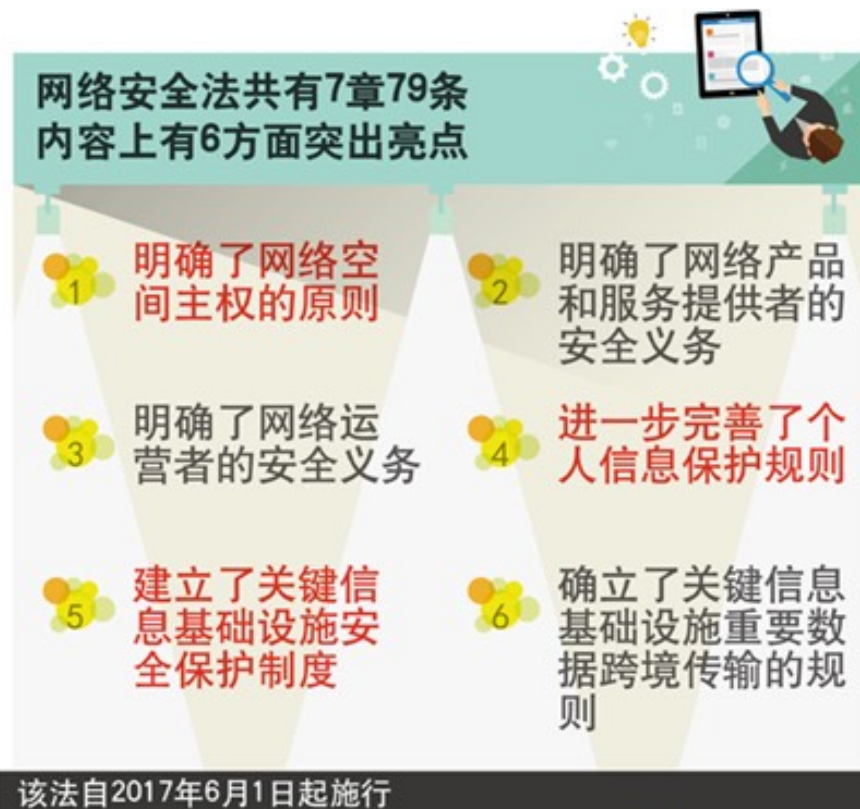 网络安全法共有7章79条
内容上有6方面突出亮点
1
明确了网络空
间主权的原则
2
明确了网络产品
和服务提供者的
安全义务
3
明确了网络运
营者的安全义务
4
进一步完善了个
人信息保护规则
5
建立了关键信
息基础设施安
全保护制度
6
确立了关键信息
基础设施重要数
据跨境传输的规
则
该法自2017年6月1日起施行